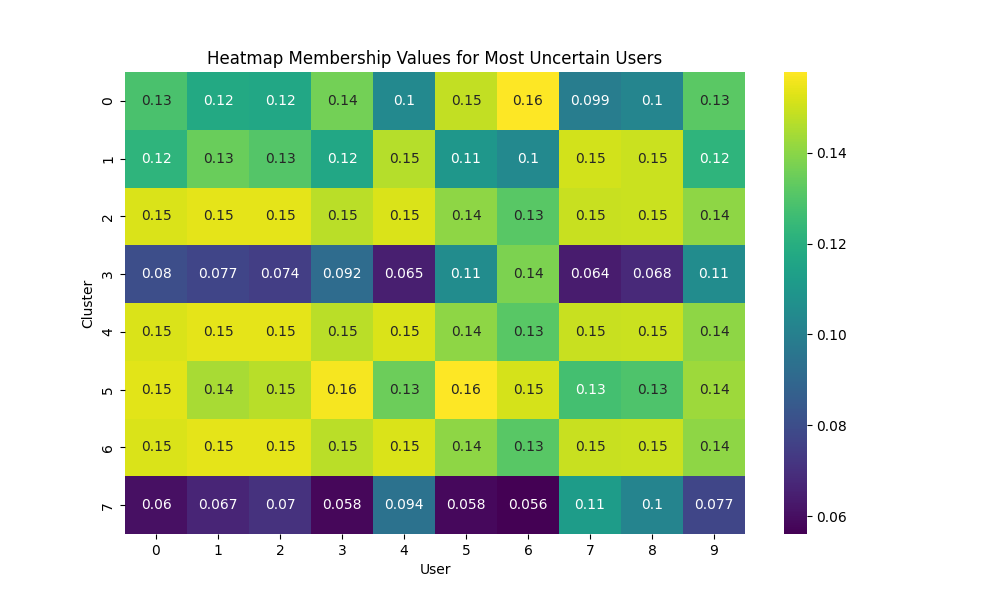 Heatmap Membership Values for Most Uncertain Users
0 0.13 0.12 0.12 0.14 0.1 0.15 0.16 0.099 0.1 0.13
1 0.12 0.13 0.13 0.12 0.15 0.11 0.1 0.15 0.15 0.12
2 0.15 0.15 0.15 0.15 0.15 0.14 0.13 0.15 0.15 0.14
3 0.08 0.077 0.074 0.092 0.065 0.11 0.14 0.064 0.068 0.11
4 0.15 0.15 0.15 0.15 0.15 0.14 0.13 0.15 0.15 0.14
5 0.15 0.14 0.15 0.16 0.13 0.16 0.15 0.13 0.13 0.14
6 0.15 0.15 0.15 0.15 0.15 0.14 0.13 0.15 0.15 0.14
7 0.06 0.067 0.07 0.058 0.094 0.058 0.056 0.11 0.1 0.077
0 1 2 3 4 5 6 7 8 9
User
Cluster
0.14
0.12
0.10
0.08
0.06